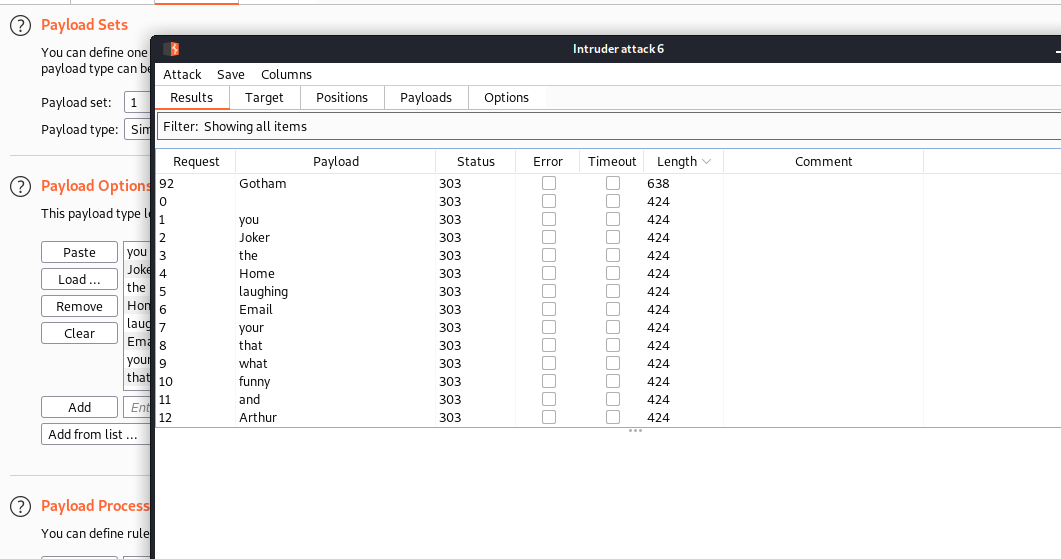 ? Payload Sets
You can define one
payload type can be
Payload set: 1
Payload type: Sim
? Payload Options
This payload type l
Paste
Load ...
Remove
Clear
you
Joke
the
Hom
laug
Ema
your
that
Add
Ent
Add from list ...
? Payload Process
You can define rule
Intruder attack 6
Attack Save Columns
Results Target Positions Payloads Options
Filter: Showing all items
Request Payload Status Error Timeout Length Comment
92 Gotham 303 638
0 303 424
1 you 303 424
2 Joker 303 424
3 the 303 424
4 Home 303 424
5 laughing 303 424
6 Email 303 424
7 your 303 424
8 that 303 424
9 what 303 424
10 funny 303 424
11 and 303 424
12 Arthur 303 424